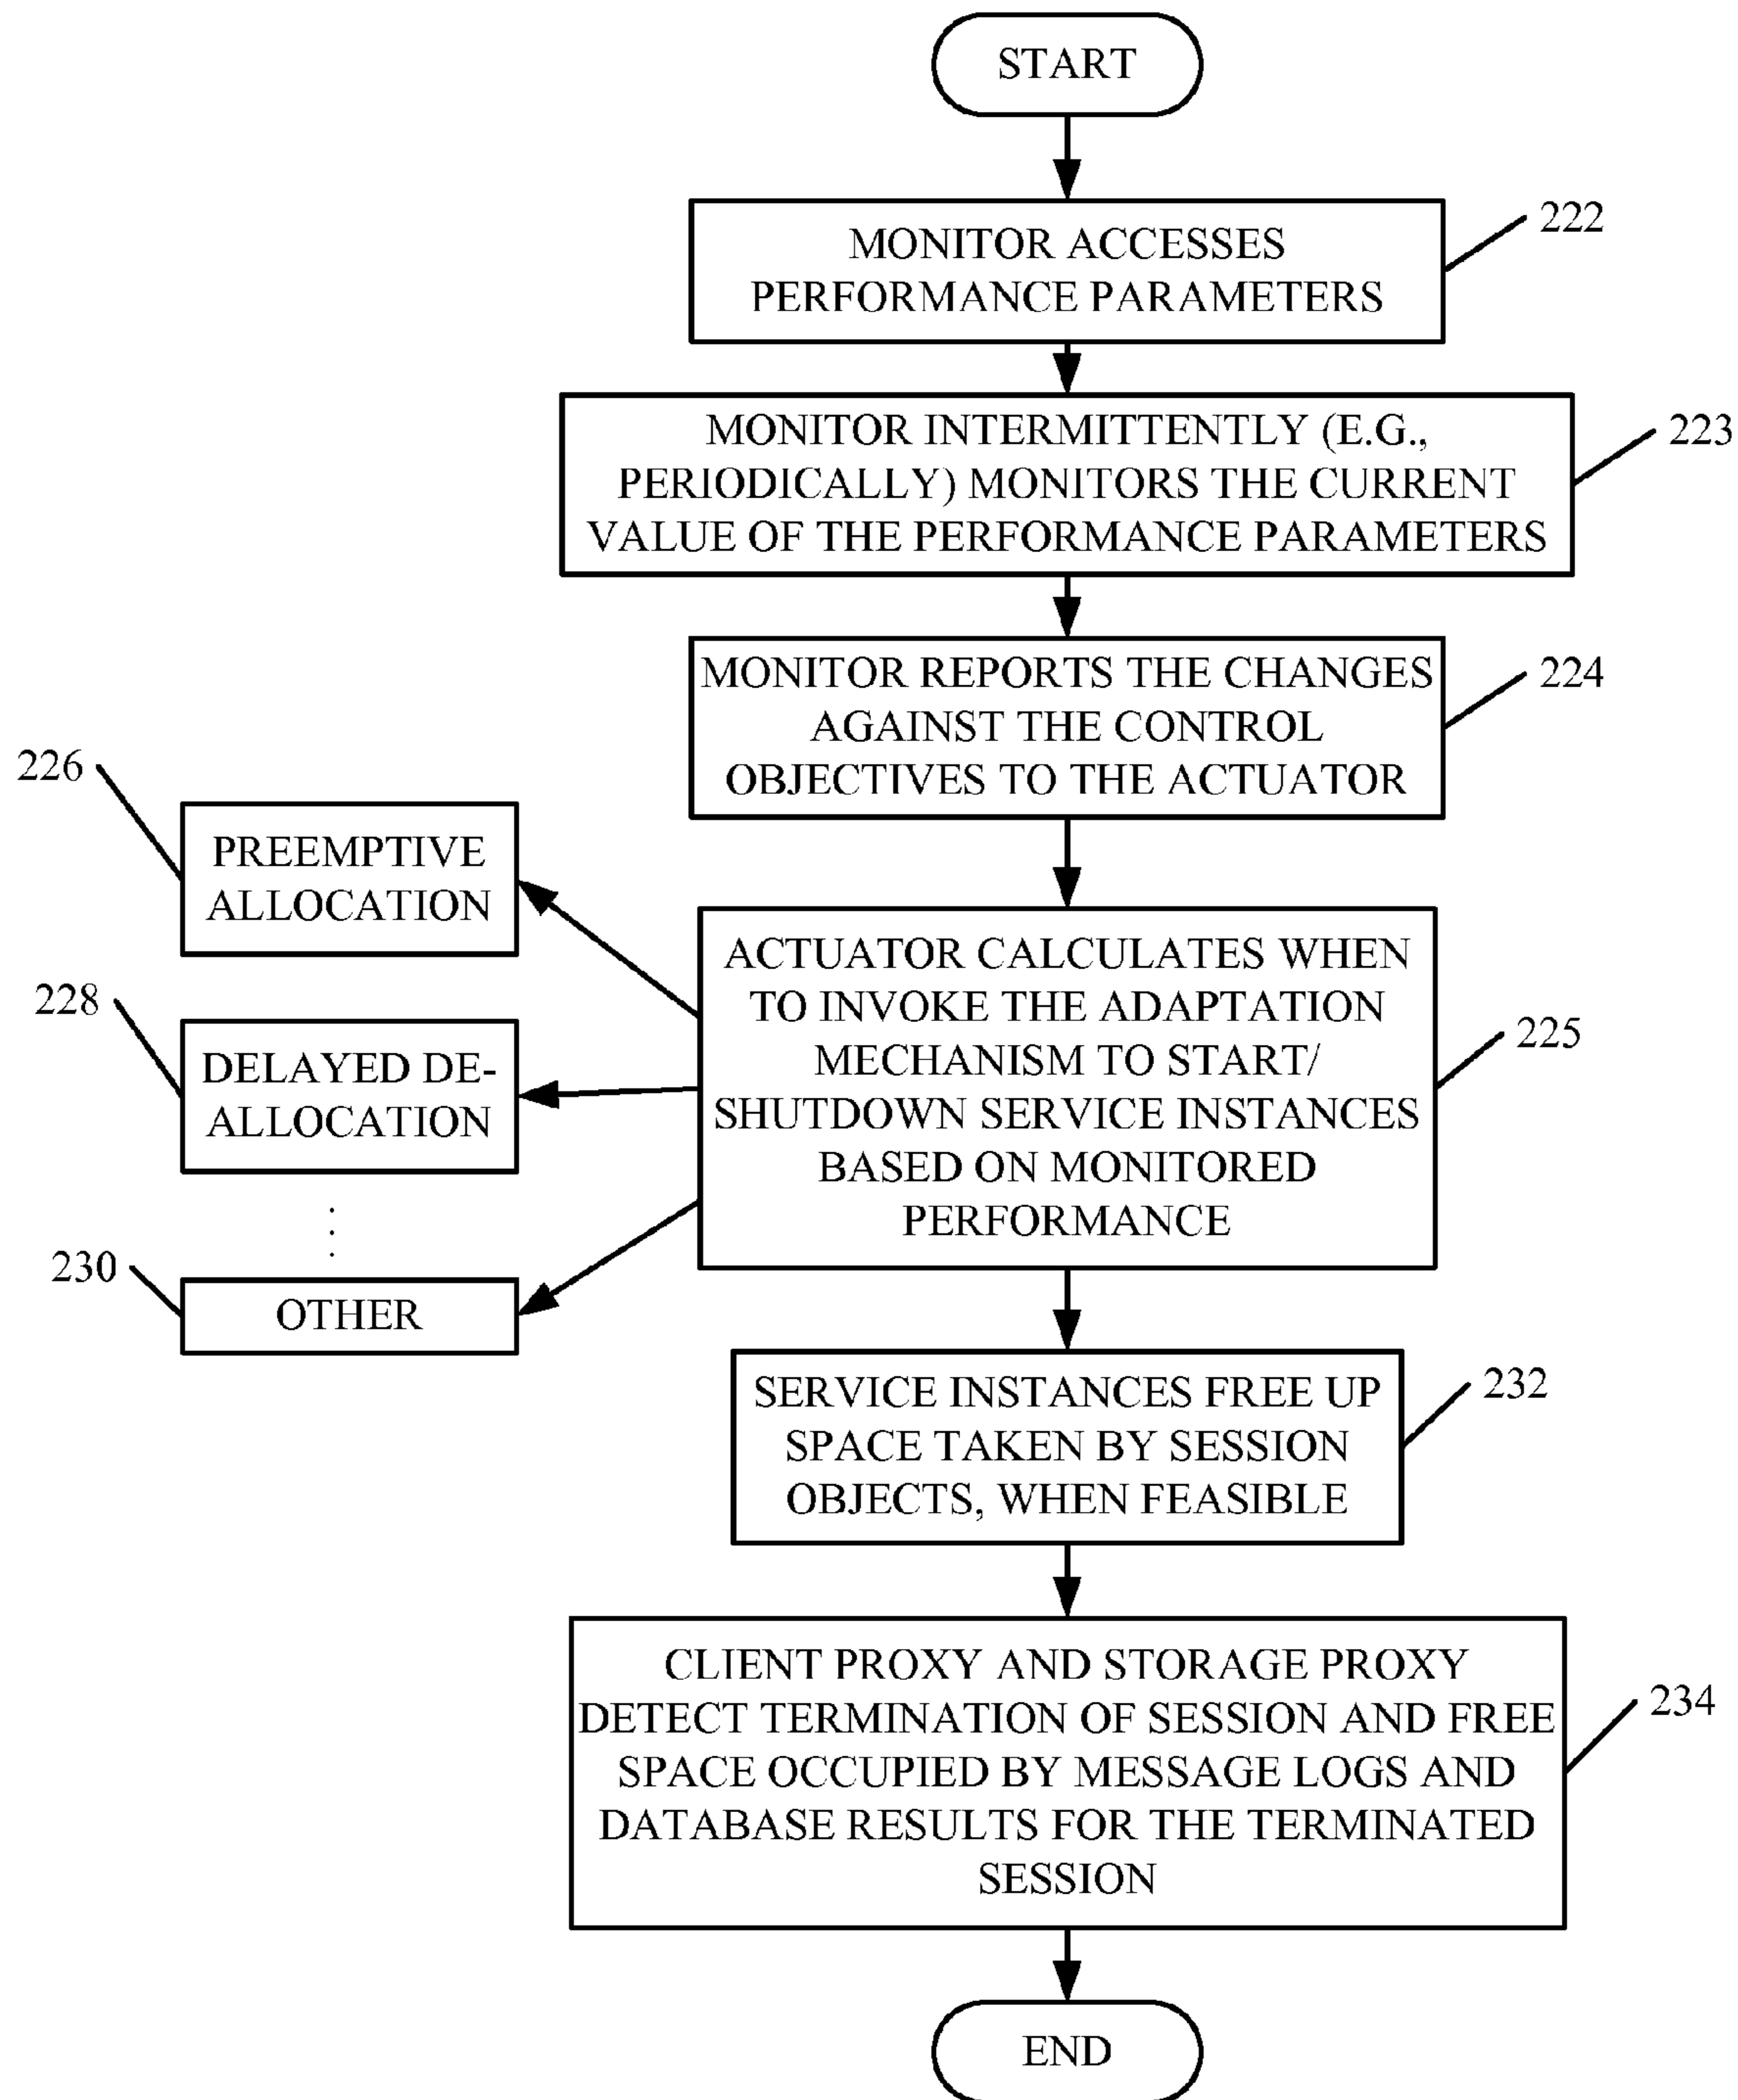 START
MONITOR ACCESSES
PERFORMANCE PARAMETERS
222
MONITOR INTERMITTENTLY (E.G.,
PERIODICALLY) MONITORS THE CURRENT
VALUE OF THE PERFORMANCE PARAMETERS
223
MONITOR REPORTS THE CHANGES
AGAINST THE CONTROL
OBJECTIVES TO THE ACTUATOR
224
226
PREEMPTIVE
ALLOCATION
228
DELAYED DE-
ALLOCATION
230
OTHER
ACTUATOR CALCULATES WHEN
TO INVOKE THE ADAPTATION
MECHANISM TO START/
SHUTDOWN SERVICE INSTANCES
BASED ON MONITORED
PERFORMANCE
225
SERVICE INSTANCES FREE UP
SPACE TAKEN BY SESSION
OBJECTS, WHEN FEASIBLE
232
CLIENT PROXY AND STORAGE PROXY
DETECT TERMINATION OF SESSION AND FREE
SPACE OCCUPIED BY MESSAGE LOGS AND
DATABASE RESULTS FOR THE TERMINATED
SESSION
234
END